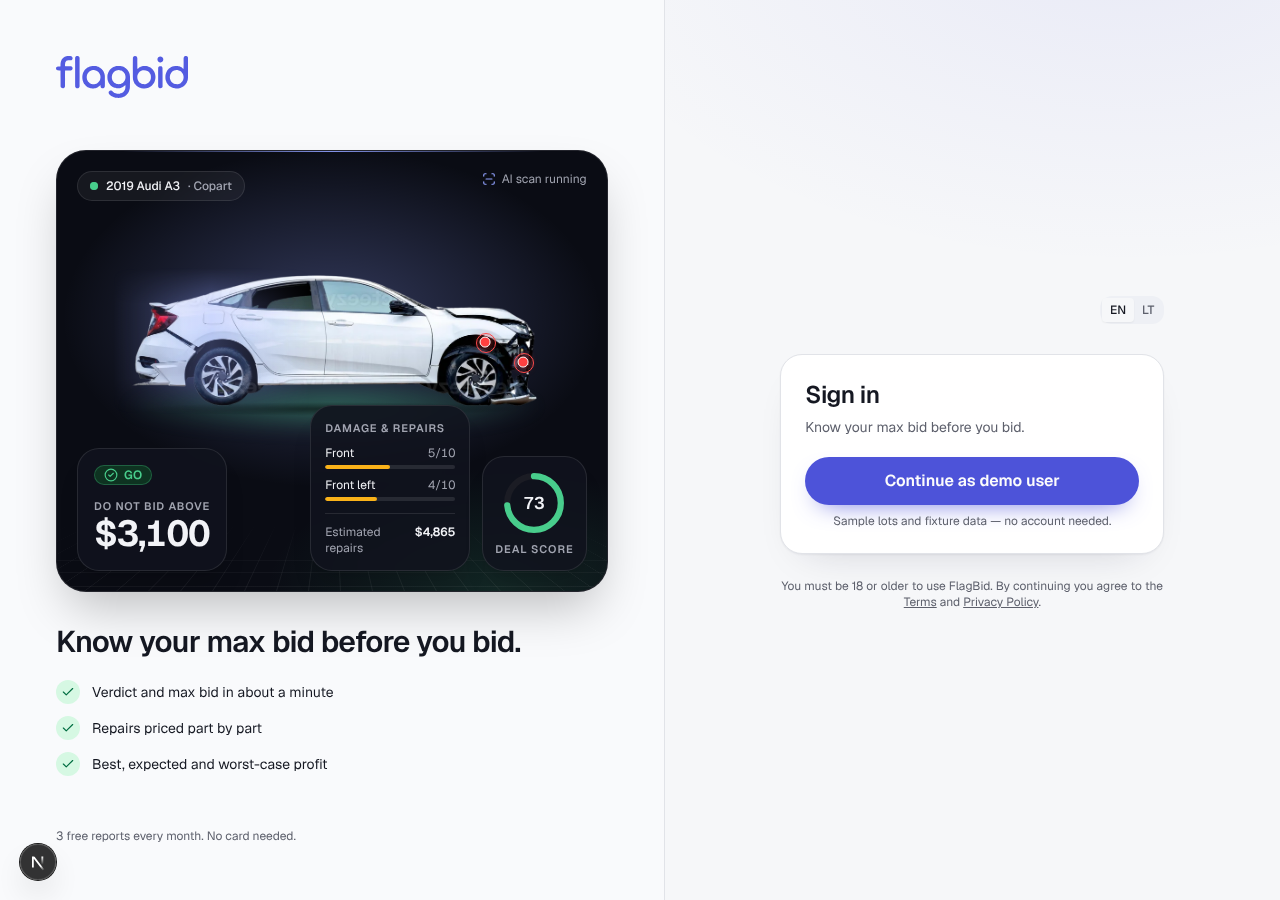 flagbid
2019 Audi A3 · Copart
AI scan running
GO
DO NOT BID ABOVE
$3,100
DAMAGE & REPAIRS
Front 5/10
Front left 4/10
Estimated repairs $4,865
73
DEAL SCORE
Know your max bid before you bid.
Verdict and max bid in about a minute
Repairs priced part by part
Best, expected and worst-case profit
3 free reports every month. No card needed.
N
EN LT
Sign in
Know your max bid before you bid.
Continue as demo user
Sample lots and fixture data — no account needed.
You must be 18 or older to use FlagBid. By continuing you agree to the
Terms and Privacy Policy.